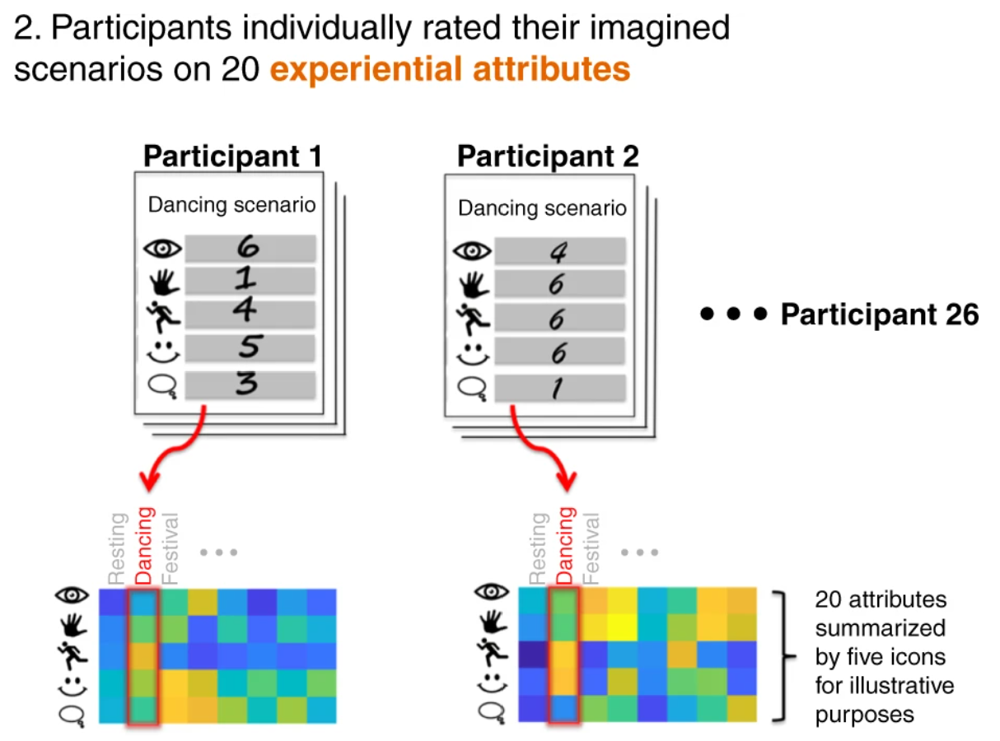 2. Participants individually rated their imagined
scenarios on 20 experiential attributes
Participant 1
Dancing scenario
6
1
4
5
3
Participant 2
Dancing scenario
4
6
6
6
1
• • • Participant 26
Resting
Dancing
Festival
• • •
Resting
Dancing
Festival
• • •
20 attributes
summarized
by five icons
for illustrative
purposes